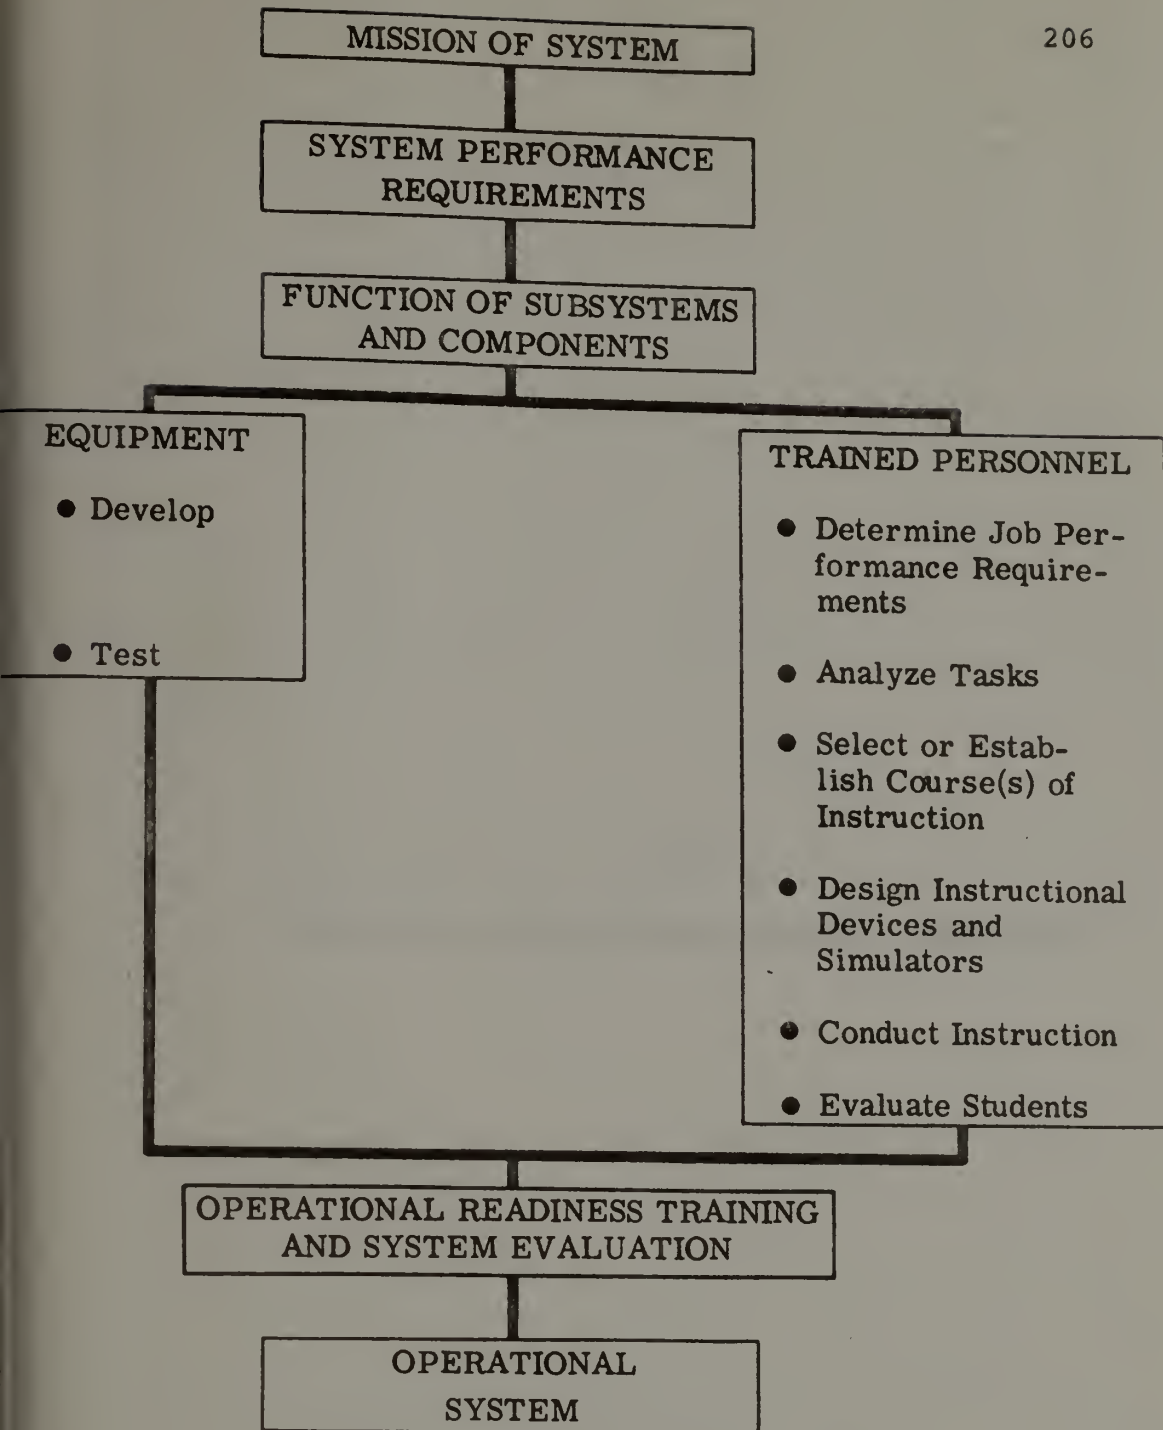 206
MISSION OF SYSTEM
SYSTEM PERFORMANCE
REQUIREMENTS
FUNCTION OF SUBSYSTEMS
AND COMPONENTS
EQUIPMENT
● Develop
● Test
TRAINED PERSONNEL
● Determine Job Per-
formance Require-
ments
● Analyze Tasks
● Select or Estab-
lish Course(s) of
Instruction
● Design Instructional
Devices and
Simulators
● Conduct Instruction
● Evaluate Students
OPERATIONAL READINESS TRAINING
AND SYSTEM EVALUATION
OPERATIONAL
SYSTEM